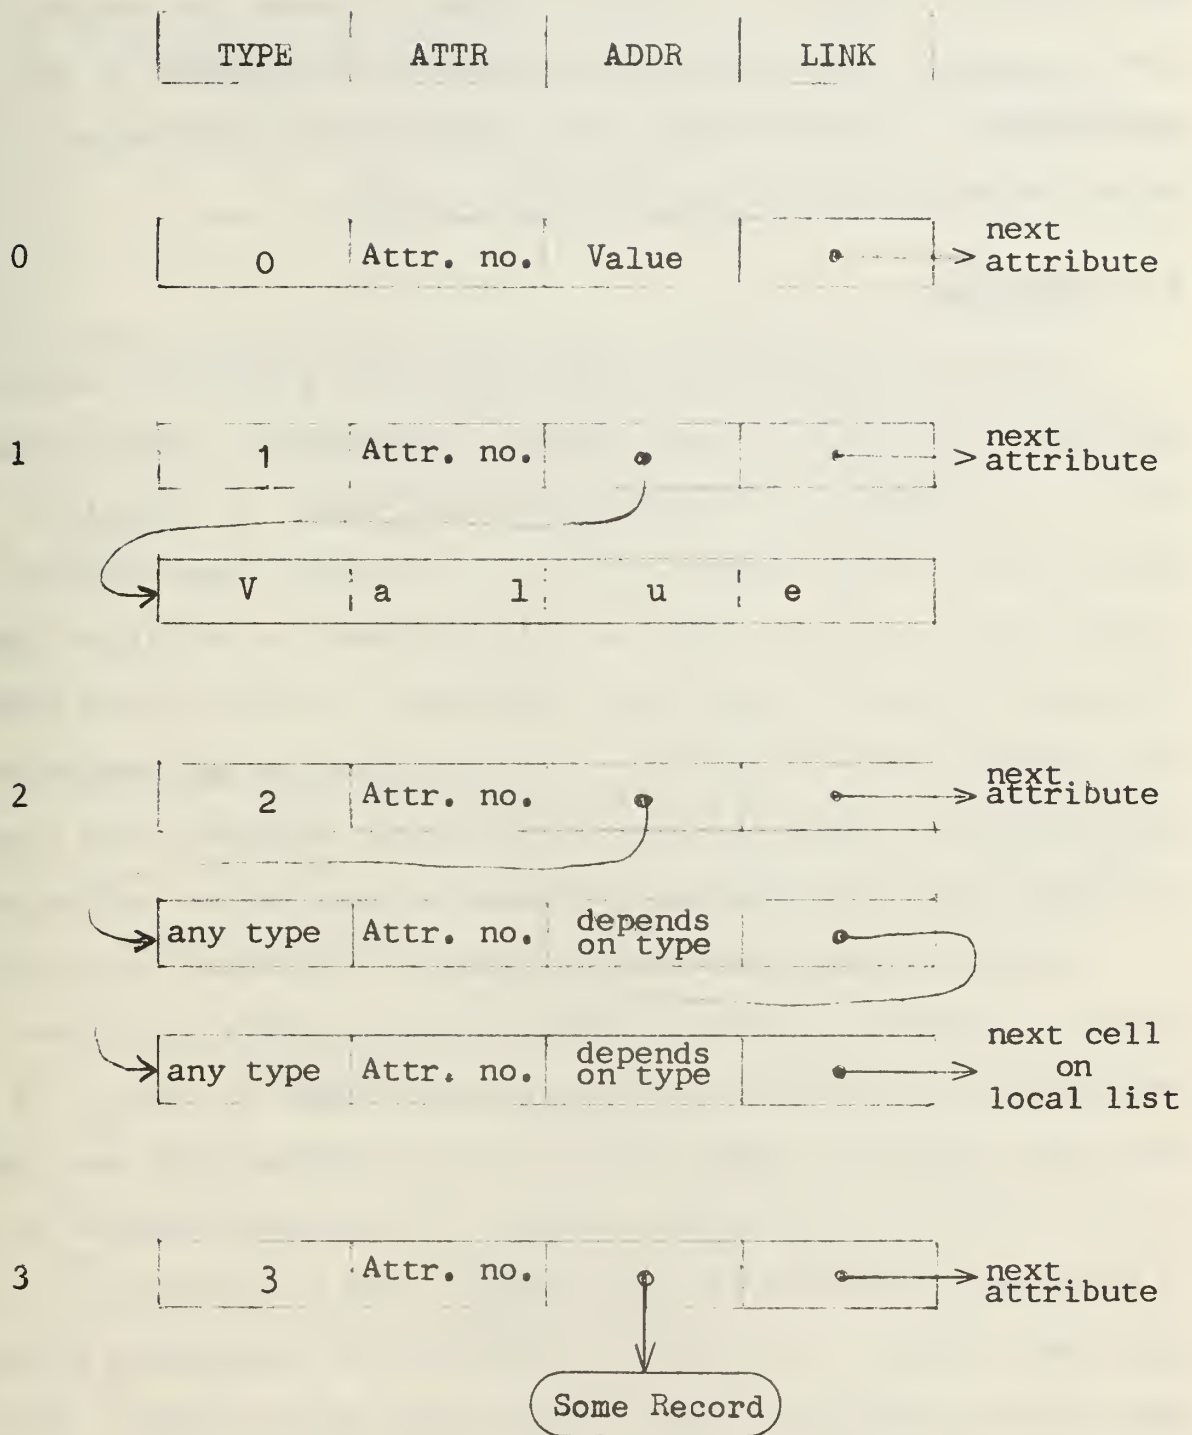 TYPE ATTR ADDR LINK
0 0 Attr. no. Value next
attribute
1 1 Attr. no. next
attribute
V a l u e
2 2 Attr. no. next
attribute
any type Attr. no. depends
on type
any type Attr. no. depends
on type
next cell
on
local list
3 3 Attr. no. next
attribute
Some Record